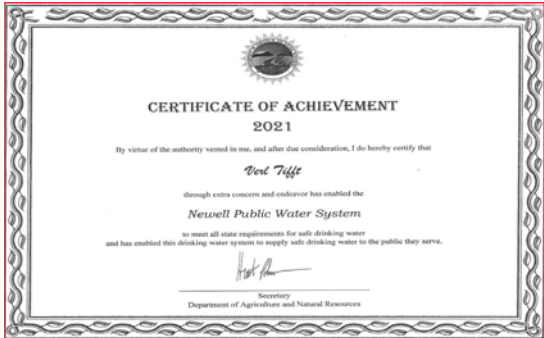 CERTIFICATE OF ACHIEVEMENT
2021
By virtue of the authority vested in me, and after due consideration, I do hereby certify that
Verl Tifft
through extra concern and endeavor has enabled the
Newell Public Water System
to meet all state requirements for safe drinking water
and has enabled this drinking water system to supply safe drinking water to the public they serve.
Secretary
Department of Agriculture and Natural Resources